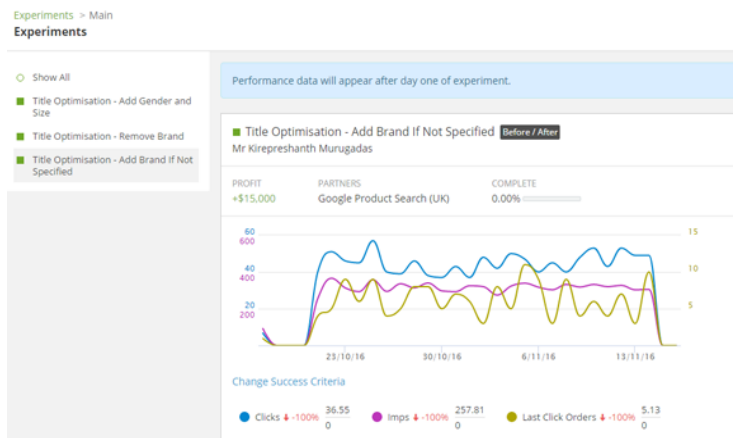 Experiments > Main
Experiments
Show All
Title Optimisation - Add Gender and
Size
Title Optimisation - Remove Brand
Title Optimisation - Add Brand If Not
Specified
Performance data will appear after day one of experiment.
Title Optimisation - Add Brand If Not Specified Before / After
Mr Kirepreshanth Murugadas
PROFIT PARTNERS COMPLETE
+$15,000 Google Product Search (UK) 0.00%
60 15
600
40 10
400
20 5
200
23/10/16 30/10/16 6/11/16 13/11/16
Change Success Criteria
Clicks -100% 36.55 Imps -100% 257.81 Last Click Orders -100% 5.13
0 0 0